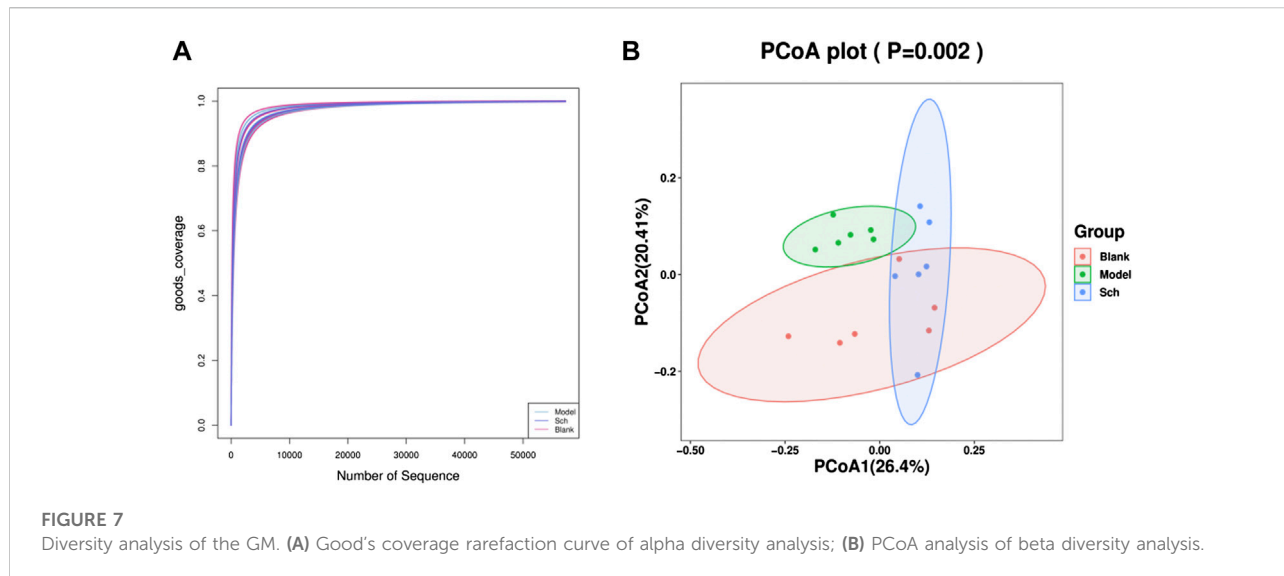 A
goods_coverage
1.0
0.8
0.6
0.4
0.2
0.0
0 10000 20000 30000 40000 50000
Number of Sequence
Model
Sch
Blank
B
PCoA plot ( P=0.002 )
PCoA2(20.41%)
0.2
0.0
−0.2
−0.50 −0.25 0.00 0.25
PCoA1(26.4%)
Group
Blank
Model
Sch
FIGURE 7
Diversity analysis of the GM. (A) Good's coverage rarefaction curve of alpha diversity analysis; (B) PCoA analysis of beta diversity analysis.